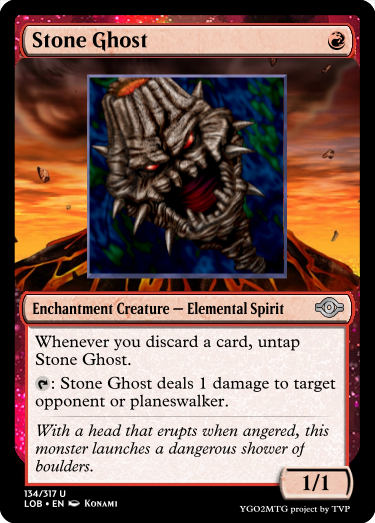 Stone Ghost
Enchantment Creature — Elemental Spirit
Whenever you discard a card, untap
Stone Ghost.
: Stone Ghost deals 1 damage to target
opponent or planeswalker.
With a head that erupts when angered, this
monster launches a dangerous shower of
boulders.
1/1
134/317 U
LOB • EN Konami
YGO2MTG project by TVP